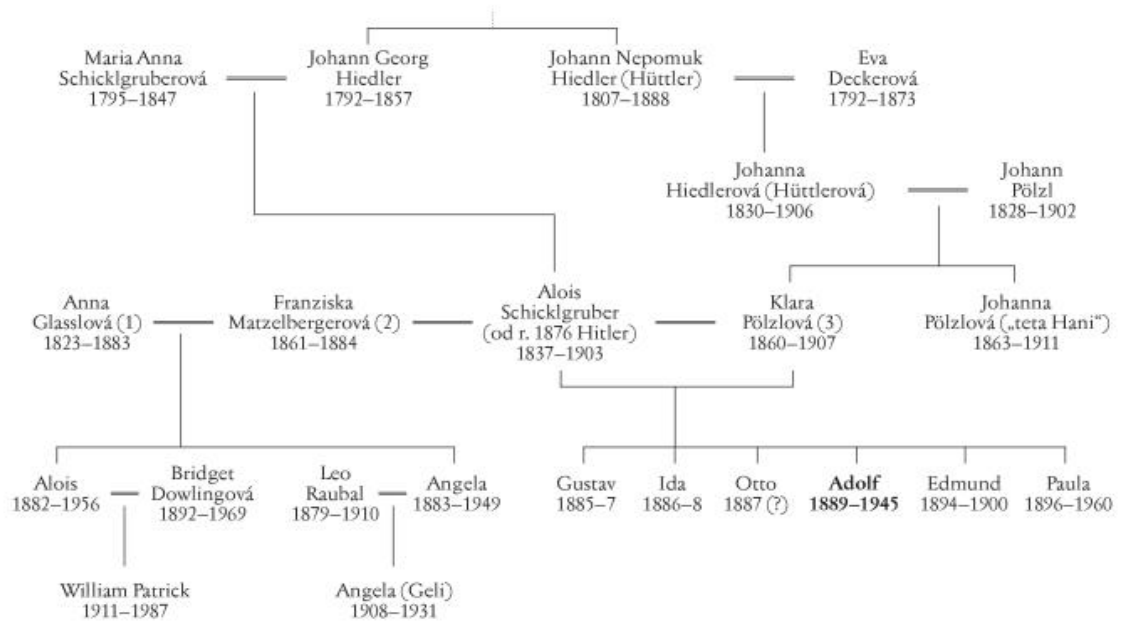 Maria Anna
Schicklgruberová
1795–1847
Johann Georg
Hiedler
1792–1857
Johann Nepomuk
Hiedler (Hüttler)
1807–1888
Eva
Deckerová
1792–1873
Johanna
Hiedlerová (Hüttlerová)
1830–1906
Johann
Pölzl
1828–1902
Anna
Glasslová (1)
1823–1883
Franziska
Matzelbergerová (2)
1861–1884
Alois
Schicklgruber
(od r. 1876 Hitler)
1837–1903
Klara
Pölzlová (3)
1860–1907
Johanna
Pölzlová („teta Hani“)
1863–1911
Alois
1882–1956
Bridget
Dowlingová
1892–1969
Leo
Raubal
1879–1910
Angela
1883–1949
Gustav
1885–7
Ida
1886–8
Otto
1887 (?)
Adolf
1889–1945
Edmund
1894–1900
Paula
1896–1960
William Patrick
1911–1987
Angela (Geli)
1908–1931